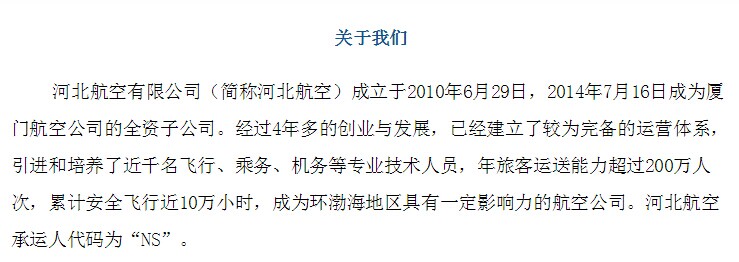 关于我们
河北航空有限公司（简称河北航空）成立于2010年6月29日，2014年7月16日成为厦
门航空公司的全资子公司。经过4年多的创业与发展，已经建立了较为完备的运营体系，
引进和培养了近千名飞行、乘务、机务等专业技术人员，年旅客运送能力超过200万人
次，累计安全飞行近10万小时，成为环渤海地区具有一定影响力的航空公司。河北航空
承运人代码为“NS”。